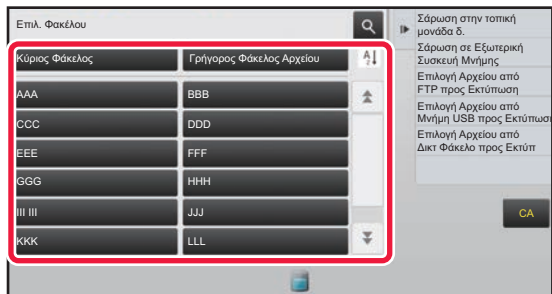 Επιλ. Φακέλου
Κύριος Φάκελος
Γρήγορος Φάκελος Αρχείου
AAA
BBB
CCC
DDD
EEE
FFF
GGG
HHH
III III
JJJ
KKK
LLL
Σάρωση στην τοπική
μονάδα δ.
Σάρωση σε Εξωτερική
Συσκευή Μνήμης
Επιλογή Αρχείου από
FTP προς Εκτύπωση
Επιλογή Αρχείου από
Μνήμη USB προς Εκτύπωσ
Επιλογή Αρχείου από
Δικτ Φάκελο προς Εκτύπ
CA